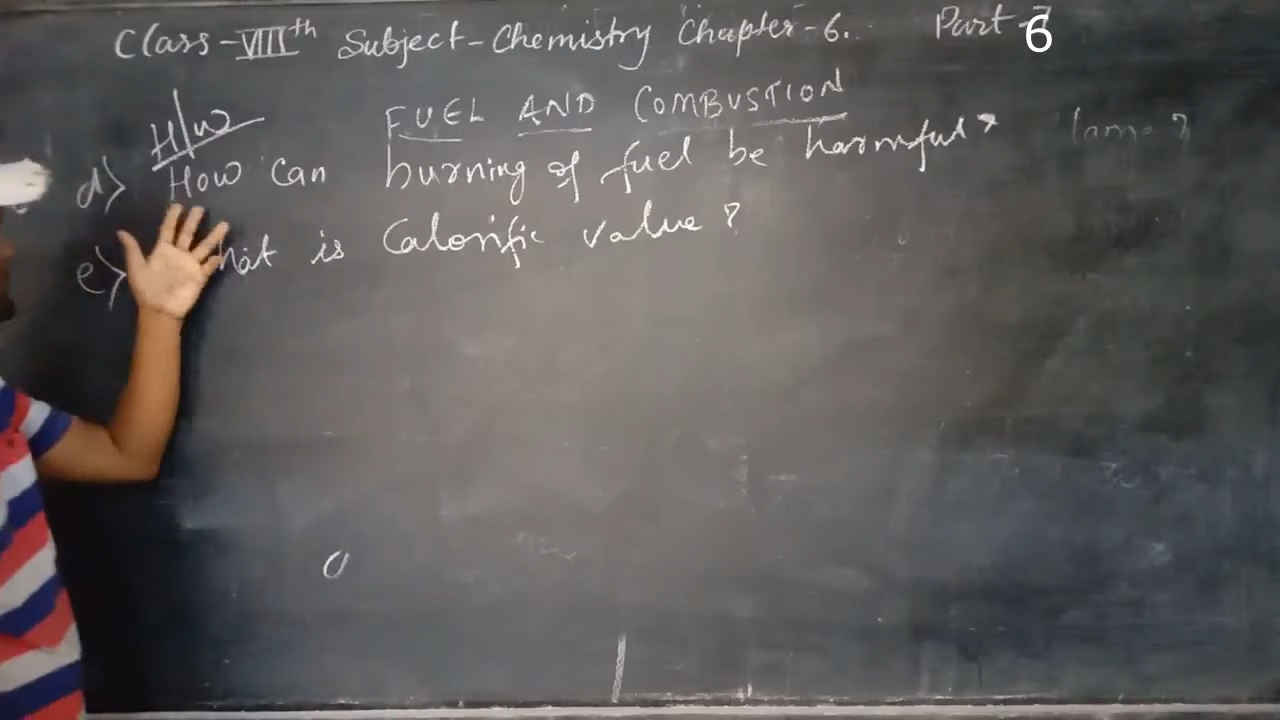 Class-VIIIth Subject-Chemistry Chapter-6. Part-6
H/W
FUEL AND COMBUSTION
d) How can burning of fuel be harmful?
e) What is Calorific value?